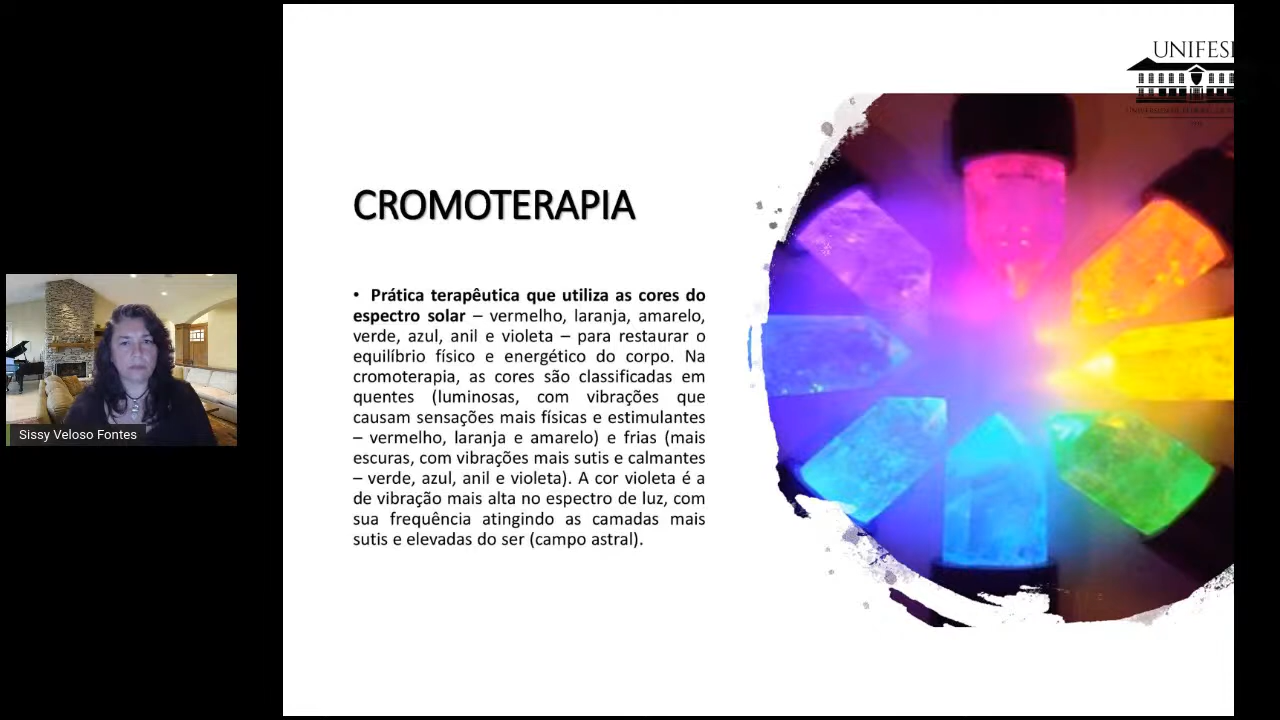 UNIFES
CROMOTERAPIA
• Prática terapêutica que utiliza as cores do
espectro solar – vermelho, laranja, amarelo,
verde, azul, anil e violeta – para restaurar o
equilíbrio físico e energético do corpo. Na
cromoterapia, as cores são classificadas em
quentes (luminosas, com vibrações que
causam sensações mais físicas e estimulantes
– vermelho, laranja e amarelo) e frias (mais
escuras, com vibrações mais sutis e calmantes
– verde, azul, anil e violeta). A cor violeta é a
de vibração mais alta no espectro de luz, com
sua frequência atingindo as camadas mais
sutis e elevadas do ser (campo astral).
Sissy Veloso Fontes